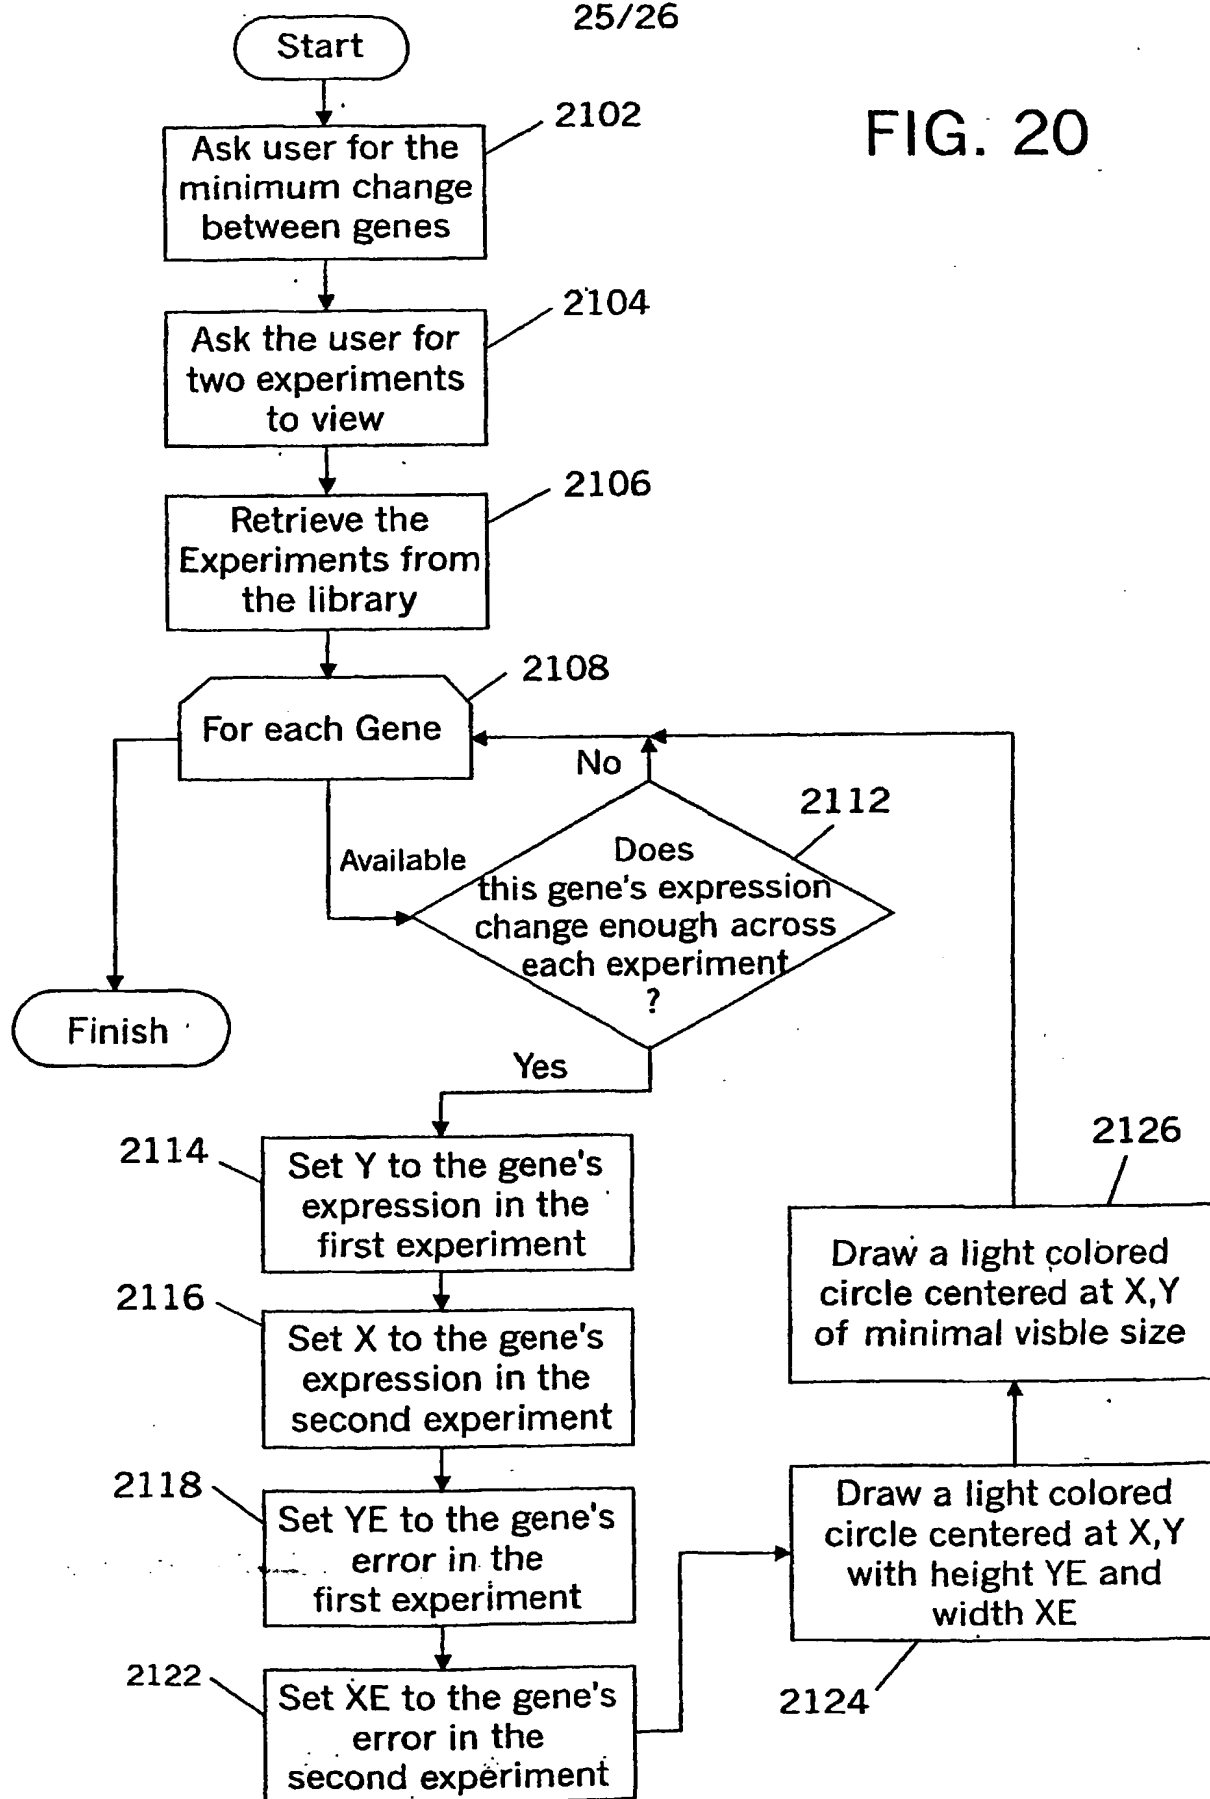 25/26
FIG. 20
Start
2102
Ask user for the
minimum change
between genes
2104
Ask the user for
two experiments
to view
2106
Retrieve the
Experiments from
the library
2108
For each Gene
No
2112
Available
Does
this gene's expression
change enough across
each experiment
?
Finish
Yes
2114
Set Y to the gene's
expression in the
first experiment
2116
Set X to the gene's
expression in the
second experiment
2118
Set YE to the gene's
error in the
first experiment
2122
Set XE to the gene's
error in the
second experiment
2126
Draw a light colored
circle centered at X,Y
of minimal visble size
Draw a light colored
circle centered at X,Y
with height YE and
width XE
2124